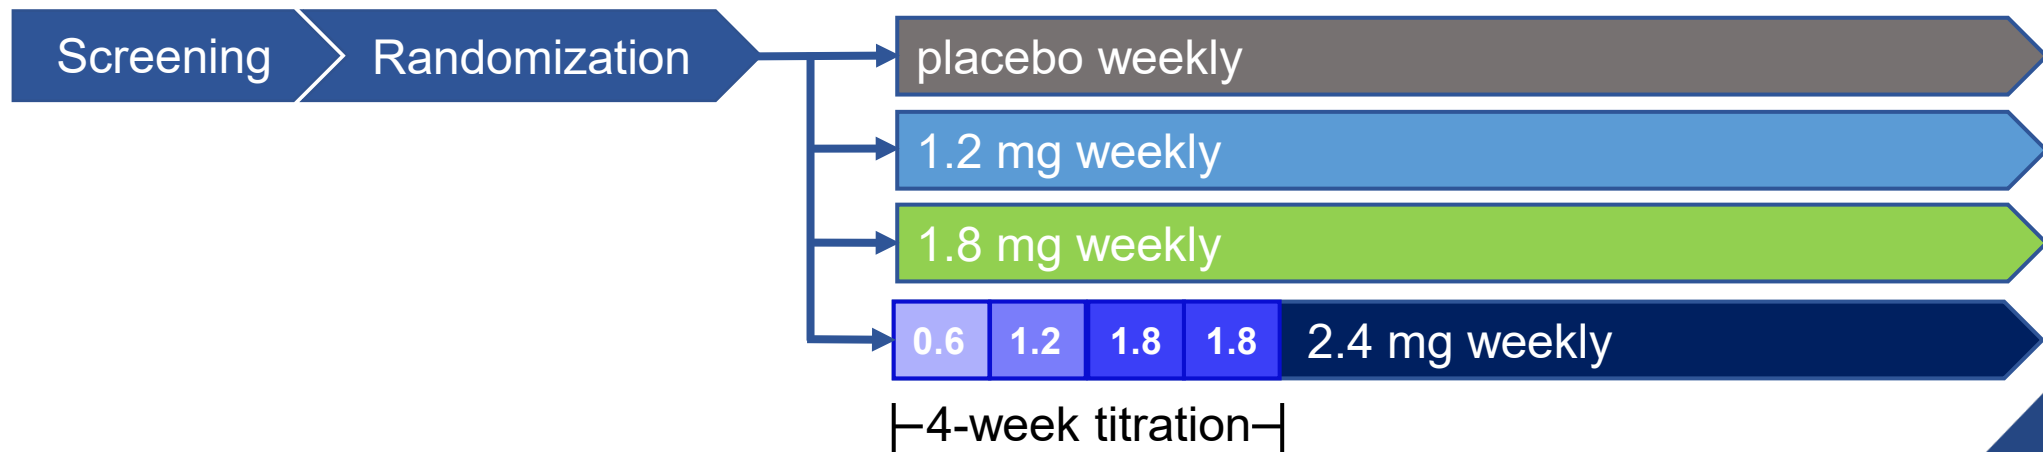 Screening
Randomization
placebo weekly
1.2 mg weekly
1.8 mg weekly
0.6 1.2 1.8 1.8 2.4 mg weekly
4-week titration